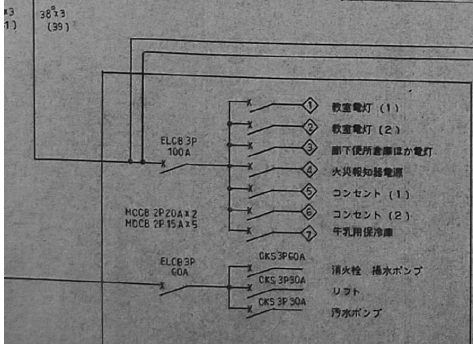 ×3
38□×3
1)
(39)
① 教室電灯 (1)
② 教室電灯 (2)
③ 廊下便所倉庫ほか電灯
ELCB 3P
100A
④ 火災報知器電源
⑤ コンセント (1)
MCCB 2P20A×2
⑥ コンセント (2)
MCCB 2P15A×5
⑦ 牛乳用保冷庫
ELCB 3P
60A
CKS3P60A
消火栓 揚水ポンプ
CKS 3P30A
リフト
CKS 3P30A
汚水ポンプ